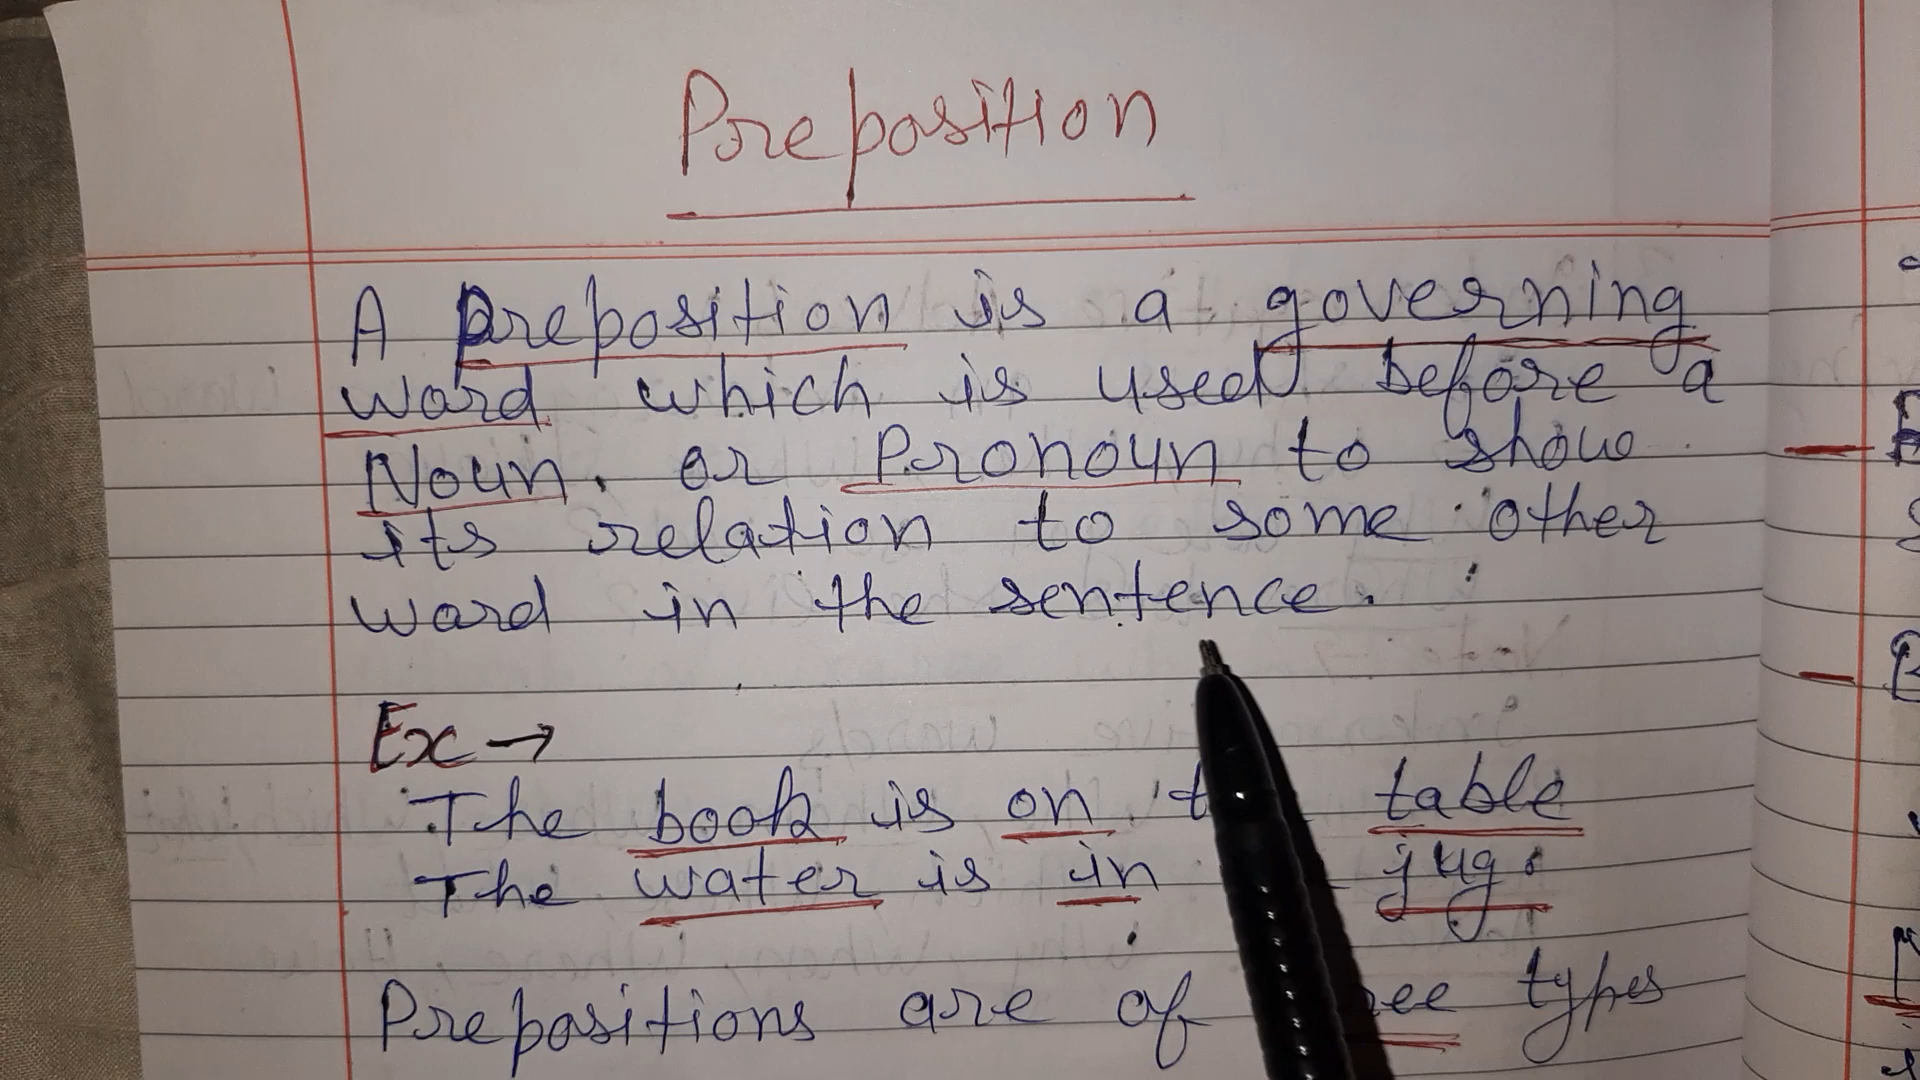 Preposition
A Preposition is a governing
word which is used before a
Noun. or Pronoun to show
its relation to some other
word in the sentence.
Ex →
The book is on table
The water is in jug.
Prepositions are of types